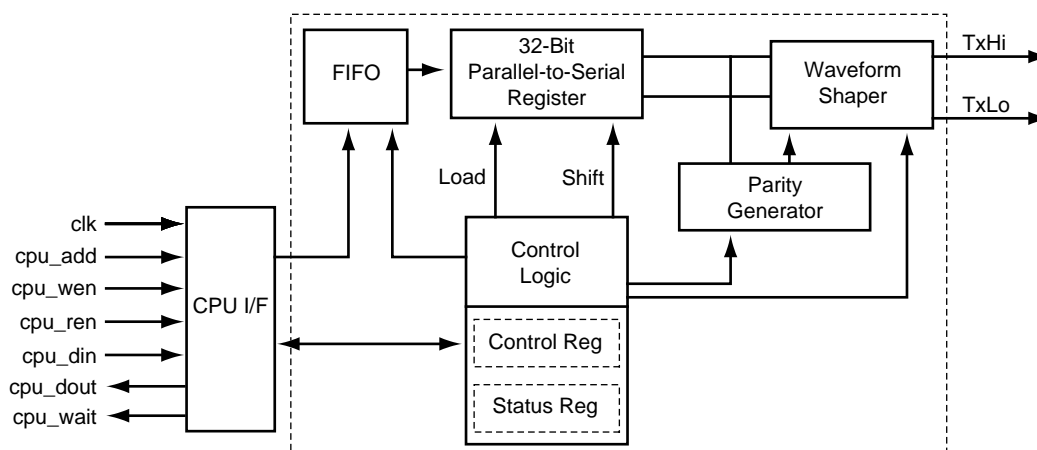 FIFO
32-Bit
Parallel-to-Serial
Register
Waveform
Shaper
TxHi
TxLo
Load
Shift
Parity
Generator
clk
cpu_add
cpu_wen
cpu_ren
cpu_din
cpu_dout
cpu_wait
CPU I/F
Control
Logic
Control Reg
Status Reg